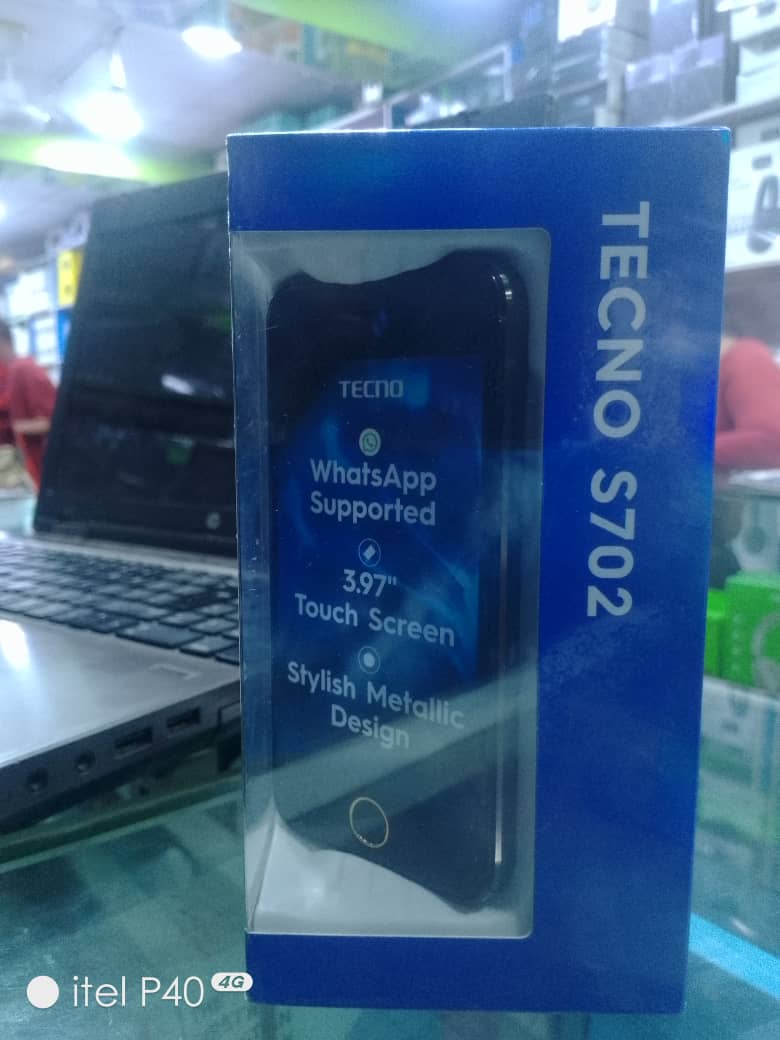 TECNO
WhatsApp
Supported
3.97"
Touch Screen
Stylish Metallic
Design
TECNO S702
itel P40 4G